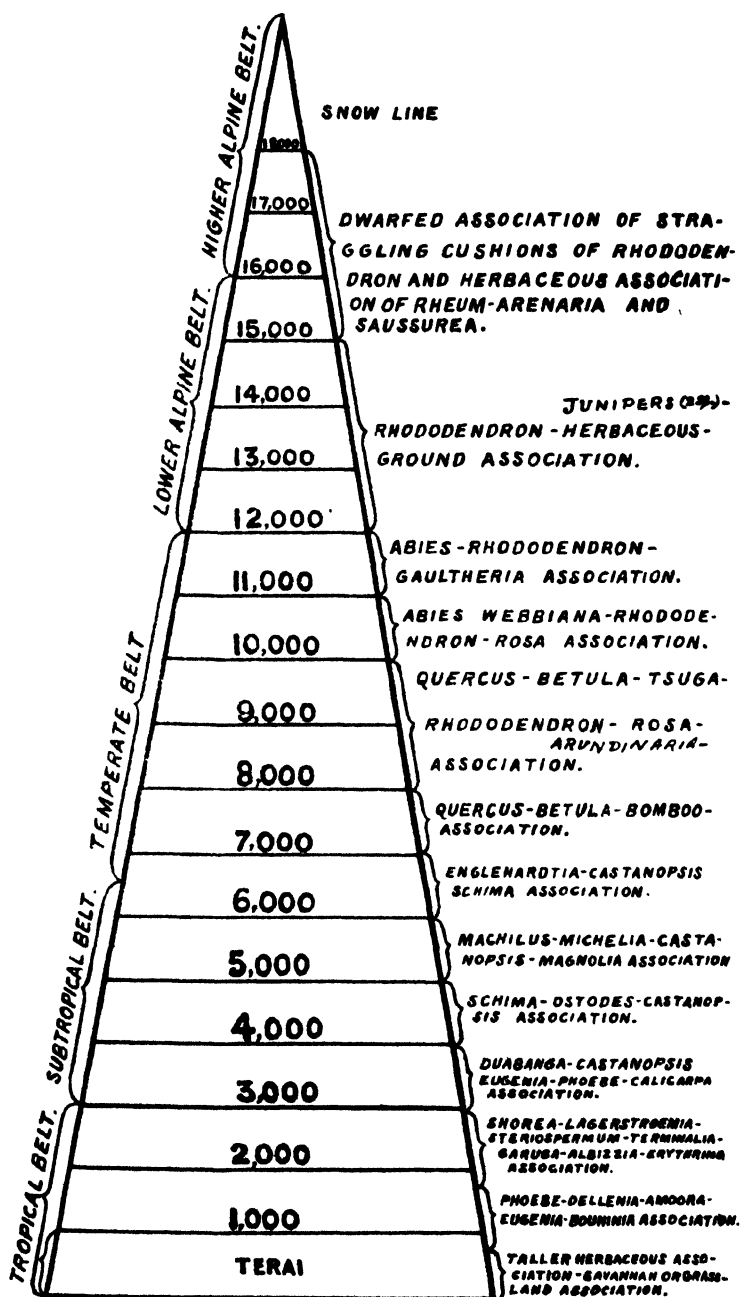 HIGHER ALPINE BELT.
LOWER ALPINE BELT.
TEMPERATE BELT
SUBTROPICAL BELT.
TROPICAL BELT.
18000
17,000
16,000
15,000
14,000
13,000
12,000
11,000
10,000
9,000
8,000
7,000
6,000
5,000
4,000
3,000
2,000
1,000
TERAI
SNOW LINE
DWARFED ASSOCIATION OF STRA-
GGLING CUSHIONS OF RHODODEN-
DRON AND HERBACEOUS ASSOCIATI-
ON OF RHEUM-ARENARIA AND
SAUSSUREA.
JUNIPERS
RHODODENDRON-HERBACEOUS-
GROUND ASSOCIATION.
ABIES-RHODODENDRON-
GAULTHERIA ASSOCIATION.
ABIES WEBBIANA-RHODODE-
NDRON-ROSA ASSOCIATION.
QUERCUS-BETULA-TSUGA-
RHODODENDRON-ROSA-
ARUNDINARIA-
ASSOCIATION.
QUERCUS-BETULA-BOMBOO-
ASSOCIATION.
ENGLEHARDTIA-CASTANOPSIS
SCHIMA ASSOCIATION.
MACHILUS-MICHELIA-CASTA-
NOPSIS-MAGNOLIA ASSOCIATION
SCHIMA-OSTODES-CASTANOP-
SIS ASSOCIATION.
DUABANGA-CASTANOPSIS
EUGENIA-PHOEBE-CALICARPA
ASSOCIATION.
SHOREA-LAGERSTROEMIA-
STERIOSPERMUM-TERMINALIA-
GARUGA-ALBIZZIA-ERYTHRINA
ASSOCIATION.
PHOEBE-DELLENIA-AMOORA-
EUGENIA-BOUHINIA ASSOCIATION.
TALLER HERBACEOUS ASSO-
CIATION-SAVANNAH OR GRASS-
LAND ASSOCIATION.